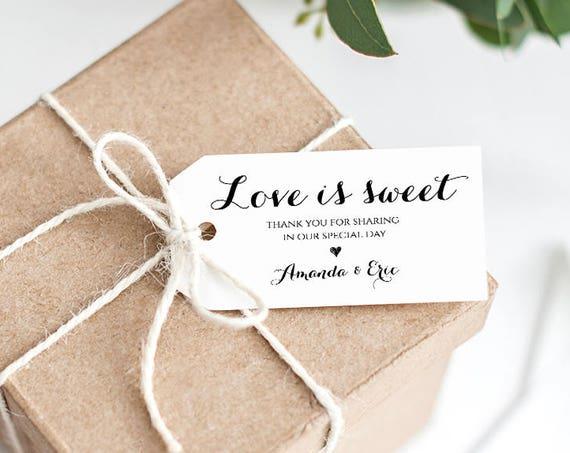 Love is sweet
THANK YOU FOR SHARING
IN OUR SPECIAL DAY
Amanda & Eric